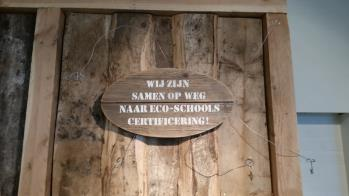 WIJ ZIJN
SAMEN OP WEG
NAAR ECO-SCHOOLS
CERTIFICERING!